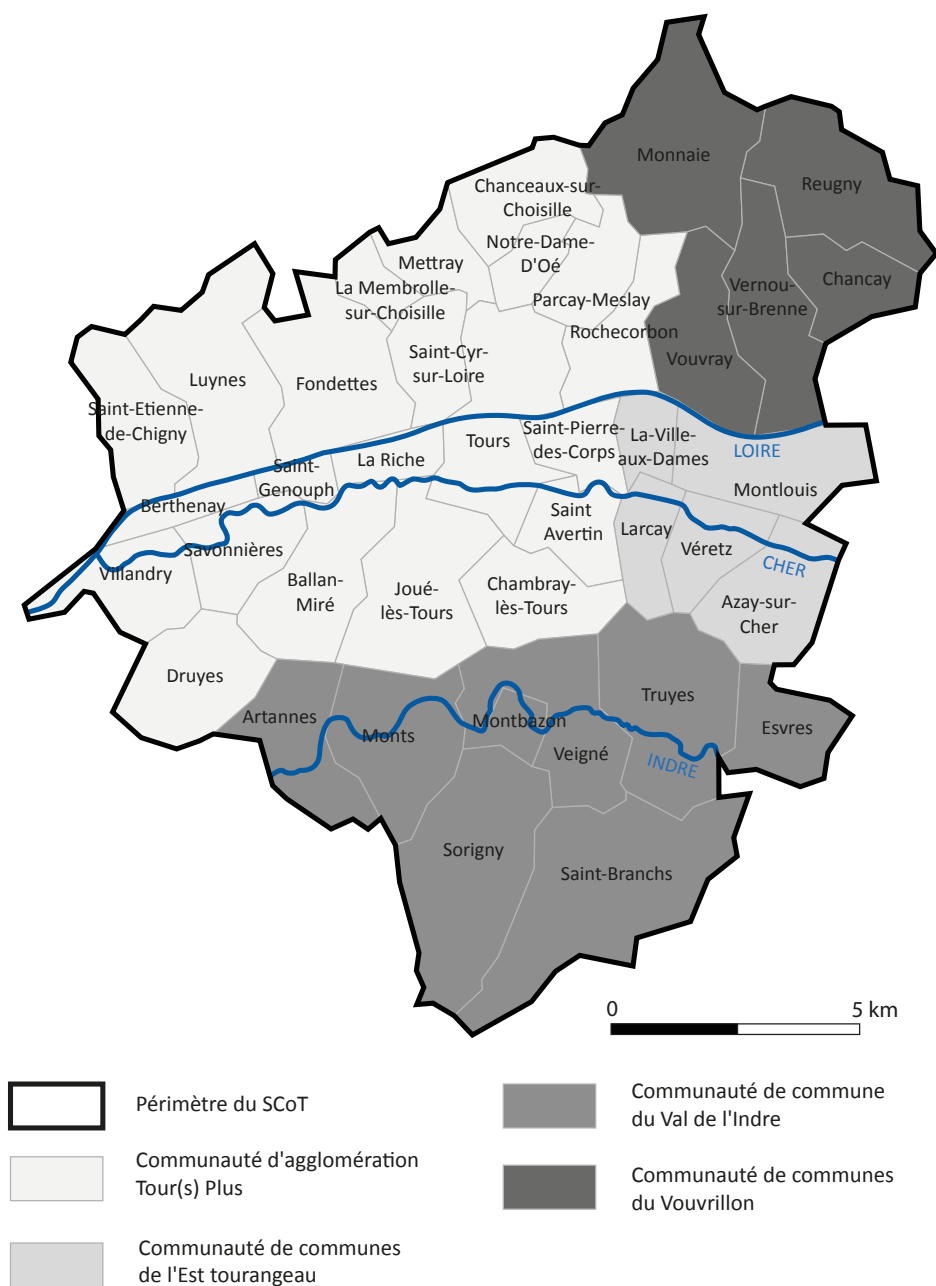 Monnaie
Reugny
Chanceaux-sur-
Choisille
Notre-Dame-
D'Oé
Mettray
La Membrolle-
sur-Choisille
Parcay-Meslay
Vernou-
sur-Brenne
Chancay
Rochecorbon
Vouvray
Saint-Cyr-
sur-Loire
Luynes
Fondettes
Saint-Etienne-
de-Chigny
Saint-Pierre-
des-Corps
La-Ville-
aux-Dames
LOIRE
Tours
La Riche
Saint-
Genouph
Berthenay
Montlouis
Saint
Avertin
Larcay
Véretz
CHER
Savonnières
Villandry
Ballan-
Miré
Joué-
lès-Tours
Chambray-
lès-Tours
Azay-sur-
Cher
Druyes
Truyes
Artannes
Monts
Montbazon
Veigné
INDRE
Esvres
Sorigny
Saint-Branchs
0 5 km
Périmètre du SCoT
Communauté d'agglomération
Tour(s) Plus
Communauté de communes
de l'Est tourangeau
Communauté de commune
du Val de l'Indre
Communauté de communes
du Vouvrillon